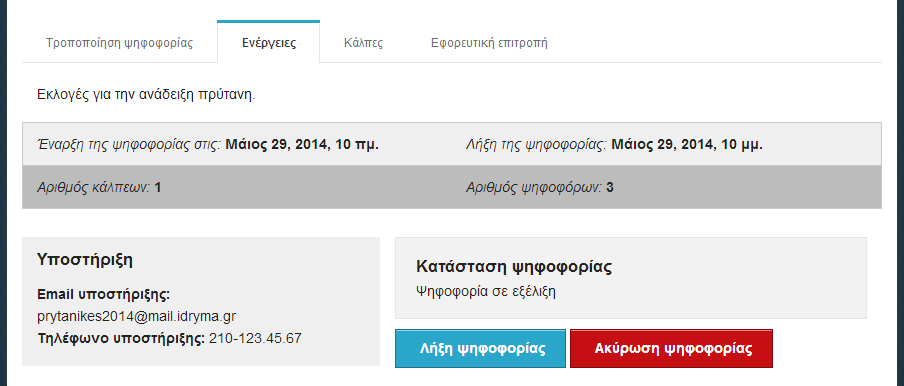 Τροποποίηση ψηφοφορίας Ενέργειες Κάλπες Εφορευτική επιτροπή
Εκλογές για την ανάδειξη πρύτανη.
Έναρξη της ψηφοφορίας στις: Μάιος 29, 2014, 10 πμ. Λήξη της ψηφοφορίας: Μάιος 29, 2014, 10 μμ.
Αριθμός κάλπεων: 1 Αριθμός ψηφοφόρων: 3
Υποστήριξη
Email υποστήριξης:
prytanikes2014@mail.idryma.gr
Τηλέφωνο υποστήριξης: 210-123.45.67
Κατάσταση ψηφοφορίας
Ψηφοφορία σε εξέλιξη
Λήξη ψηφοφορίας Ακύρωση ψηφοφορίας